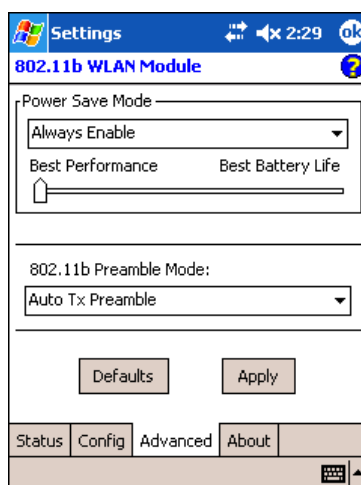 Settings 2:29 ok
802.11b WLAN Module ?
Power Save Mode
Always Enable
Best Performance Best Battery Life
802.11b Preamble Mode:
Auto Tx Preamble
Defaults Apply
Status Config Advanced About